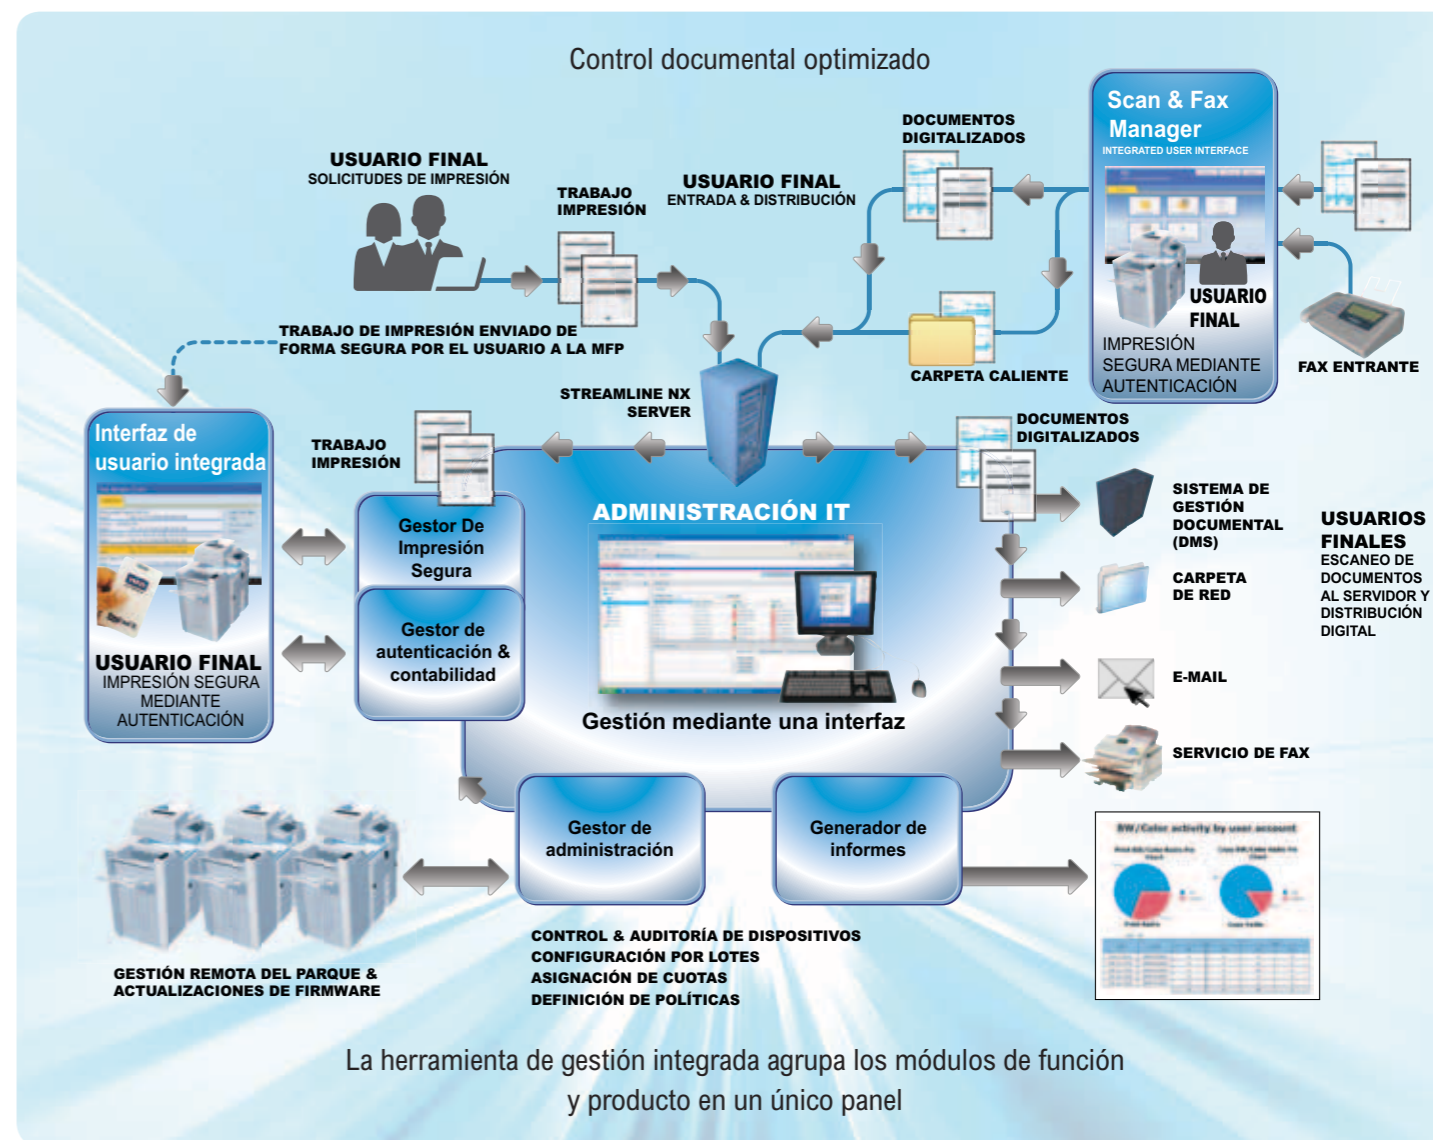 Control documental optimizado
Scan & Fax
Manager
INTEGRATED USER INTERFACE
DOCUMENTOS
DIGITALIZADOS
USUARIO FINAL
SOLICITUDES DE IMPRESIÓN
TRABAJO
IMPRESIÓN
USUARIO FINAL
ENTRADA & DISTRIBUCIÓN
USUARIO
FINAL
IMPRESIÓN
SEGURA MEDIANTE
AUTENTICACIÓN
FAX ENTRANTE
TRABAJO DE IMPRESIÓN ENVIADO DE
FORMA SEGURA POR EL USUARIO A LA MFP
CARPETA CALIENTE
STREAMLINE NX
SERVER
Interfaz de
usuario integrada
TRABAJO
IMPRESIÓN
DOCUMENTOS
DIGITALIZADOS
ADMINISTRACIÓN IT
Gestor De
Impresión
Segura
SISTEMA DE
GESTIÓN
DOCUMENTAL
(DMS)
USUARIOS
FINALES
ESCANEO DE
DOCUMENTOS
AL SERVIDOR Y
DISTRIBUCIÓN
DIGITAL
CARPETA
DE RED
Gestor de
autenticación &
contabilidad
USUARIO FINAL
IMPRESIÓN SEGURA
MEDIANTE
AUTENTICACIÓN
E-MAIL
Gestión mediante una interfaz
SERVICIO DE FAX
Gestor de
administración
Generador de
informes
BW/Color activity by user account
GESTIÓN REMOTA DEL PARQUE &
ACTUALIZACIONES DE FIRMWARE
CONTROL & AUDITORÍA DE DISPOSITIVOS
CONFIGURACIÓN POR LOTES
ASIGNACIÓN DE CUOTAS
DEFINICIÓN DE POLÍTICAS
La herramienta de gestión integrada agrupa los módulos de función
y producto en un único panel